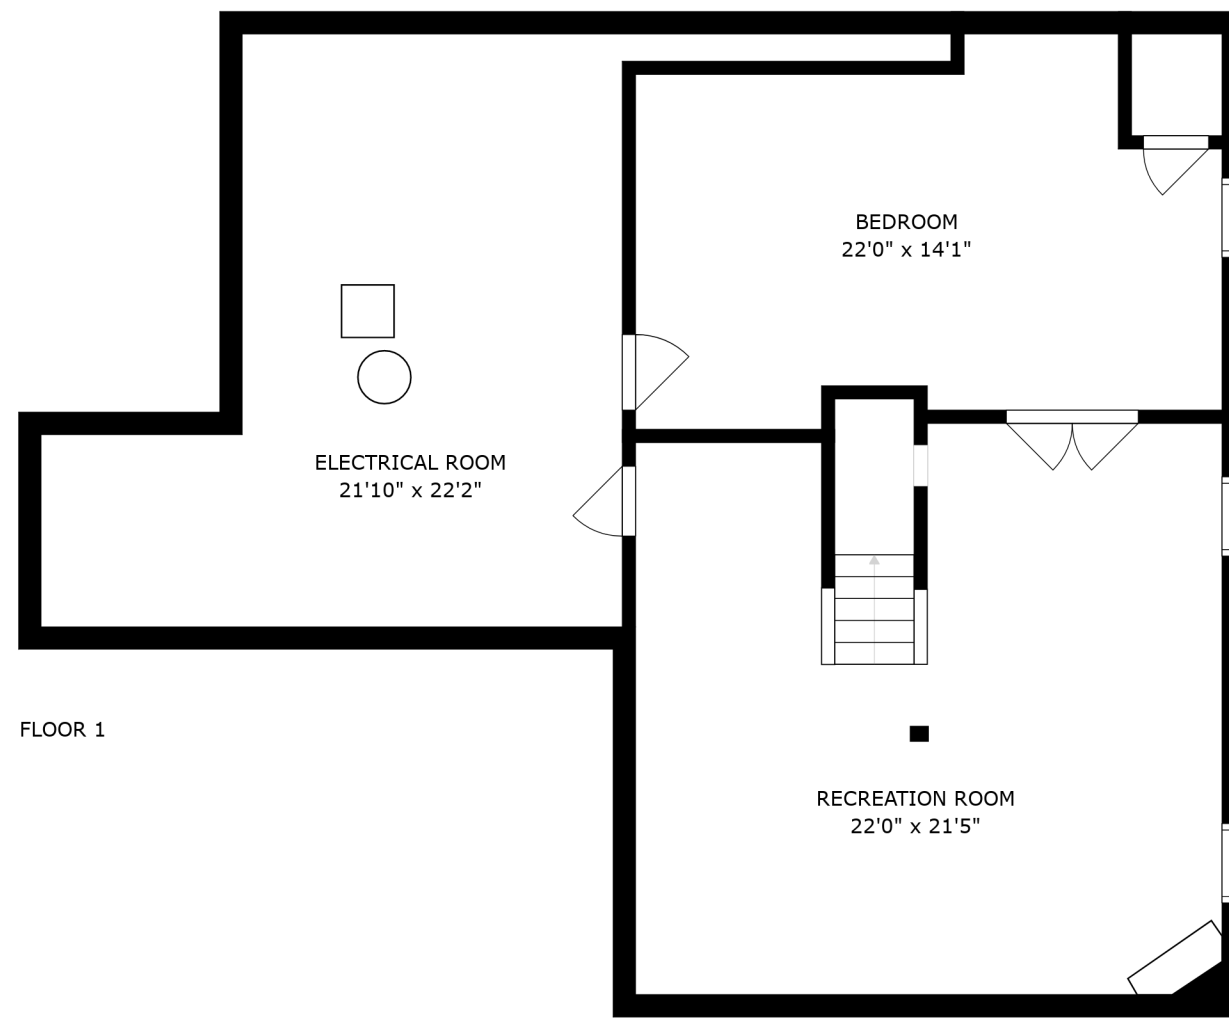 BEDROOM
22'0" x 14'1"
ELECTRICAL ROOM
21'10" x 22'2"
FLOOR 1
RECREATION ROOM
22'0" x 21'5"